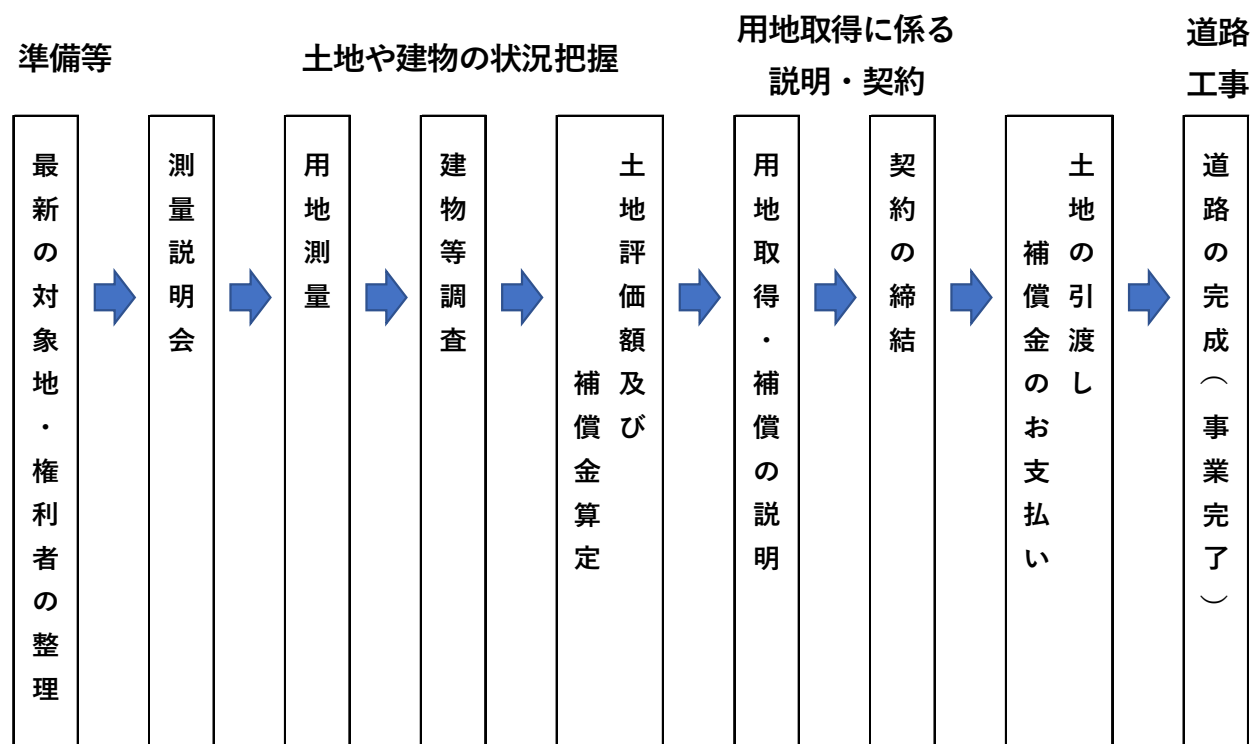 準備等
土地や建物の状況把握
用地取得に係る
説明・契約
道路
工事
最新の対象地・権利者の整理
測量説明会
用地測量
建物等調査
土地評価額及び
補償金算定
用地取得・補償の説明
契約の締結
土地の引渡し
補償金のお支払い
道路の完成（事業完了）